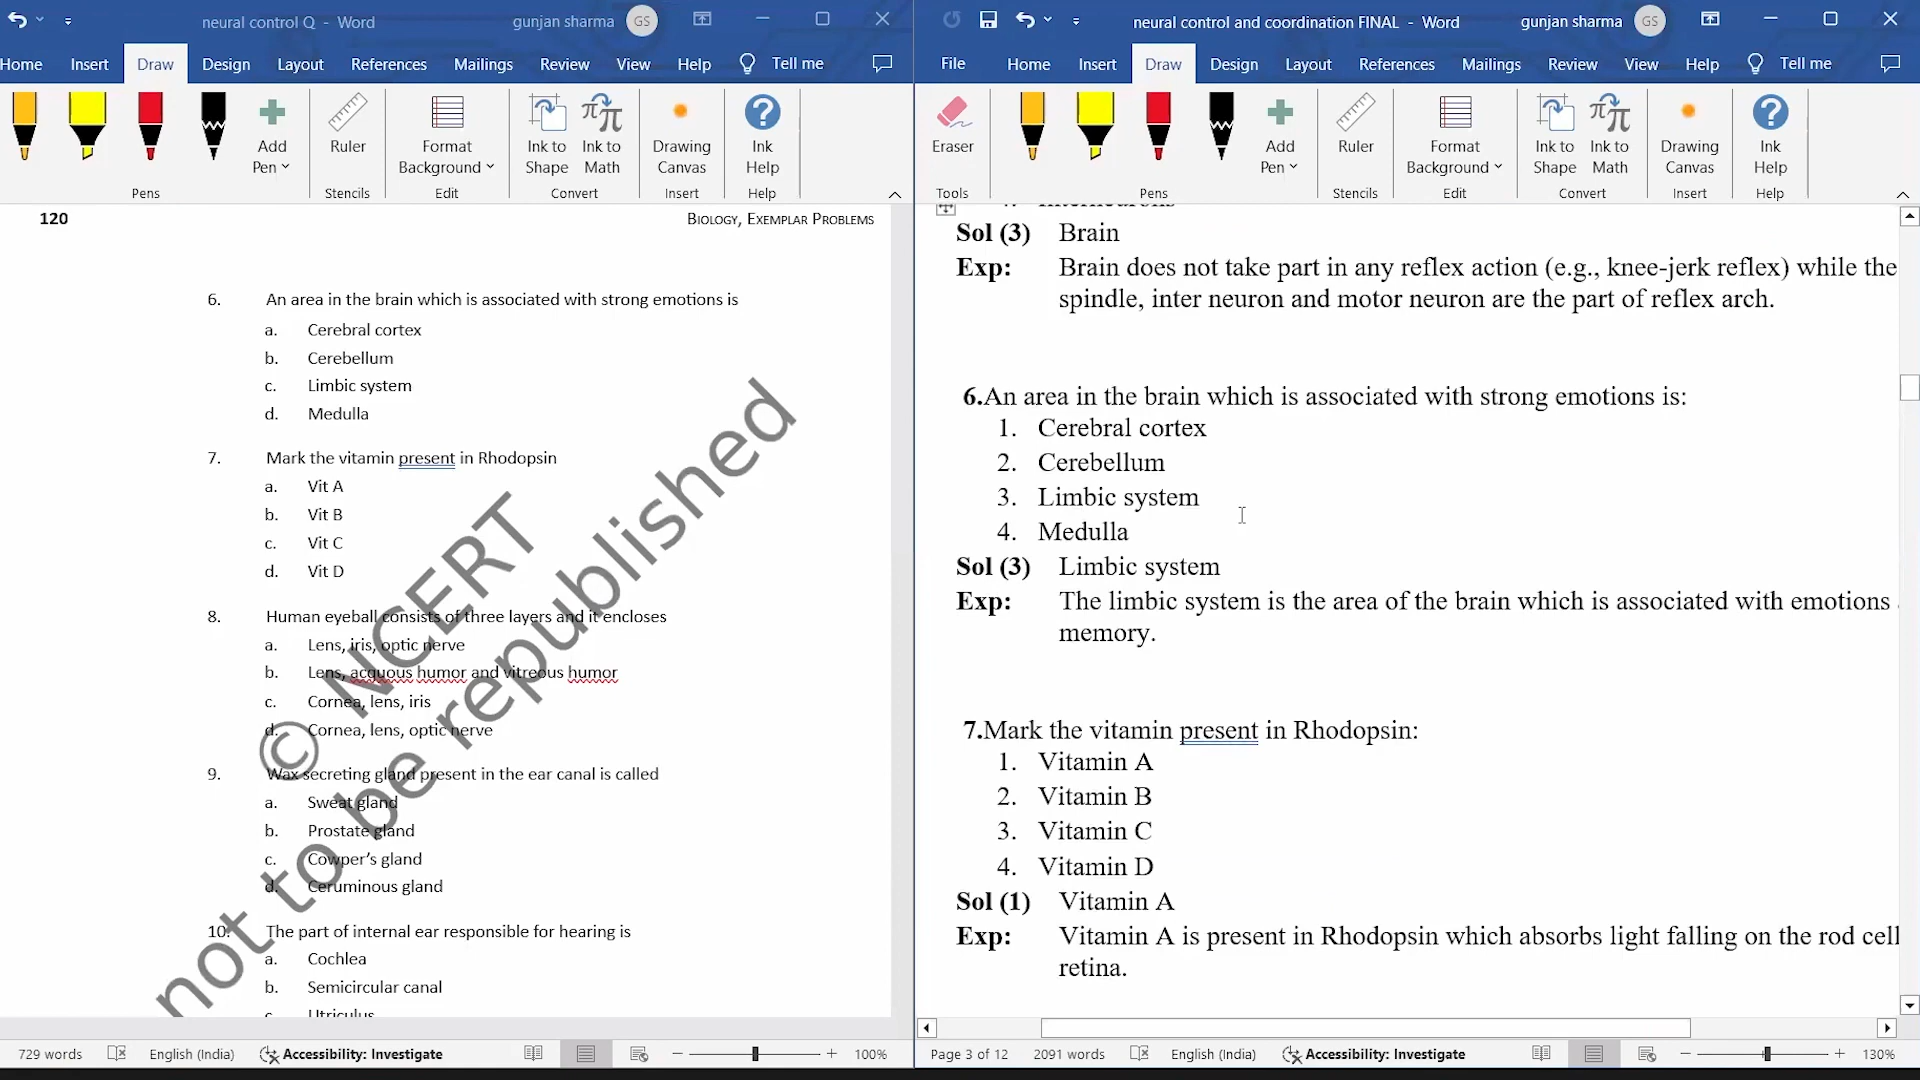 neural control Q - Word
gunjan sharma
GS
Home
Insert
Draw
Design
Layout
References
Mailings
Review
View
Help
Tell me
Add
Pen
Ruler
Format
Background
Ink to
Shape
Ink to
Math
Drawing
Canvas
Ink
Help
Pens
Stencils
Edit
Convert
Insert
Help
120
BIOLOGY, EXEMPLAR PROBLEMS
6. An area in the brain which is associated with strong emotions is
a. Cerebral cortex
b. Cerebellum
c. Limbic system
d. Medulla
7. Mark the vitamin present in Rhodopsin
a. Vit A
b. Vit B
c. Vit C
d. Vit D
8. Human eyeball consists of three layers and it encloses
a. Lens, iris, optic nerve
b. Lens, acquous humor and vitreous humor
c. Cornea, lens, iris
d. Cornea, lens, optic nerve
9. Wax secreting gland present in the ear canal is called
a. Sweat gland
b. Prostate gland
c. Cowper's gland
d. Ceruminous gland
10. The part of internal ear responsible for hearing is
a. Cochlea
b. Semicircular canal
c. Utriculus
© NCERT
not to be republished
729 words
English (India)
Accessibility: Investigate
100%
neural control and coordination FINAL - Word
gunjan sharma
GS
File
Home
Insert
Draw
Design
Layout
References
Mailings
Review
View
Help
Tell me
Eraser
Add
Pen
Ruler
Format
Background
Ink to
Shape
Ink to
Math
Drawing
Canvas
Ink
Help
Tools
Pens
Stencils
Edit
Convert
Insert
Help
4. Interneurons
Sol (3) Brain
Exp: Brain does not take part in any reflex action (e.g., knee-jerk reflex) while the
spindle, inter neuron and motor neuron are the part of reflex arch.
6.An area in the brain which is associated with strong emotions is:
1. Cerebral cortex
2. Cerebellum
3. Limbic system
4. Medulla
Sol (3) Limbic system
Exp: The limbic system is the area of the brain which is associated with emotions
memory.
7.Mark the vitamin present in Rhodopsin:
1. Vitamin A
2. Vitamin B
3. Vitamin C
4. Vitamin D
Sol (1) Vitamin A
Exp: Vitamin A is present in Rhodopsin which absorbs light falling on the rod cell
retina.
Page 3 of 12
2091 words
English (India)
Accessibility: Investigate
130%